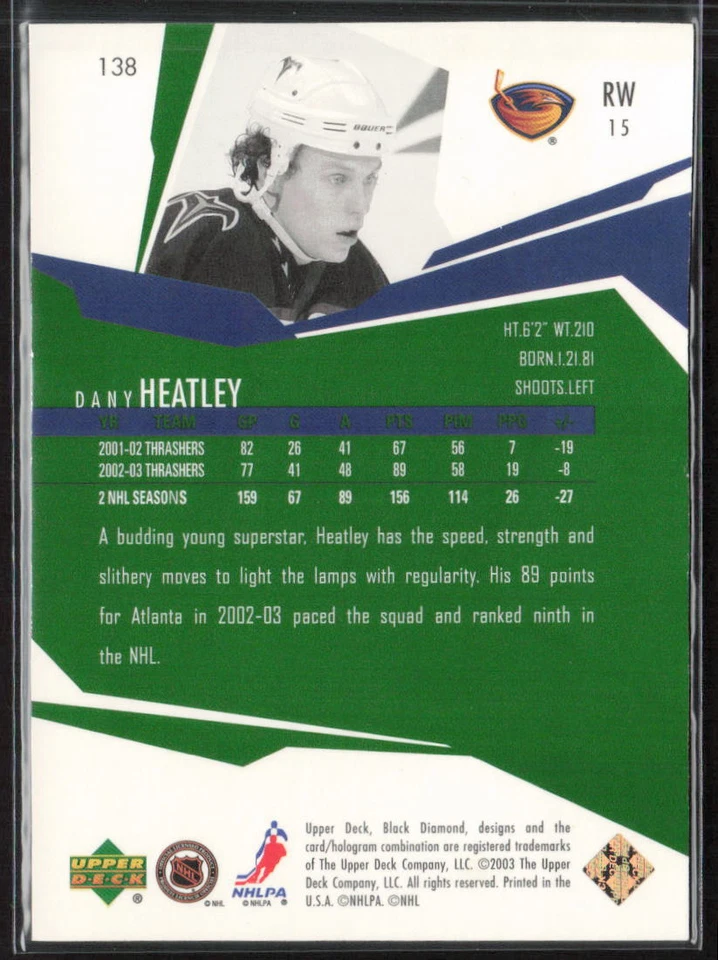 138
RW
15
BAUER
HT.6'2" WT.210
BORN.1.21.81
SHOOTS.LEFT
DANY HEATLEY
YR TEAM GP G A PTS PIM PPG +/-
2001-02 THRASHERS 82 26 41 67 56 7 -19
2002-03 THRASHERS 77 41 48 89 58 19 -8
2 NHL SEASONS 159 67 89 156 114 26 -27
A budding young superstar, Heatley has the speed, strength and
slithery moves to light the lamps with regularity. His 89 points
for Atlanta in 2002-03 paced the squad and ranked ninth in
the NHL.
Upper Deck, Black Diamond, designs and the
card/hologram combination are registered trademarks
of The Upper Deck Company, LLC. ©2003 The Upper
Deck Company, LLC. All rights reserved. Printed in the
U.S.A. ©NHLPA. ©NHL
UPPER
DECK
®
NHL
© NHL
NHLPA
© NHLPA
®